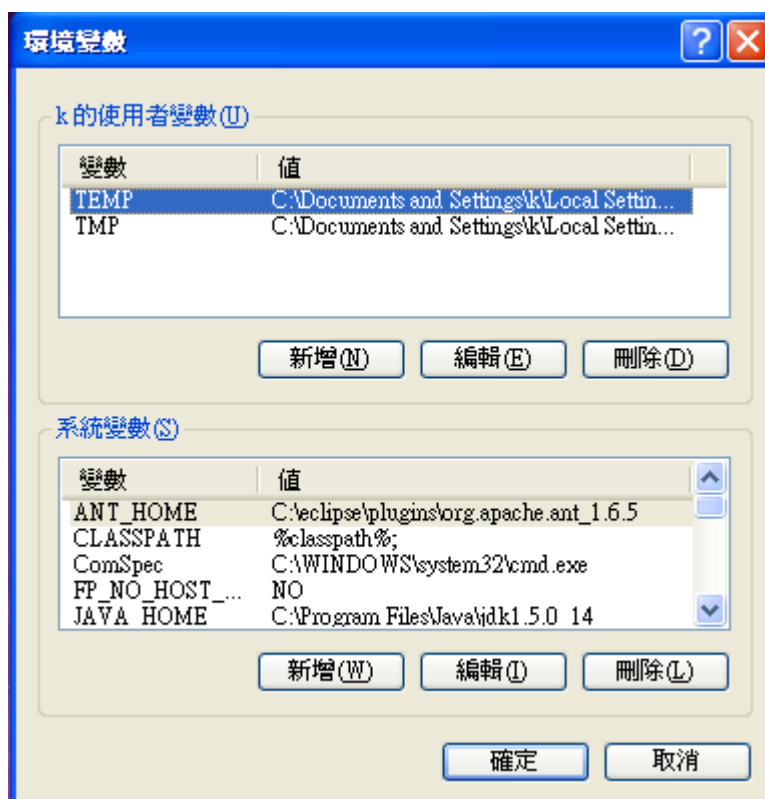 環境變數
k 的使用者變數(U)
變數 值
TEMP C:\Documents and Settings\k\Local Settin...
TMP C:\Documents and Settings\k\Local Settin...
新增(N) 編輯(E) 刪除(D)
系統變數(S)
變數 值
ANT_HOME C:\eclipse\plugins\org.apache.ant_1.6.5
CLASSPATH %classpath%;
ComSpec C:\WINDOWS\system32\cmd.exe
FP_NO_HOST_... NO
JAVA_HOME C:\Program Files\Java\jdk1.5.0_14
新增(W) 編輯(I) 刪除(L)
確定 取消